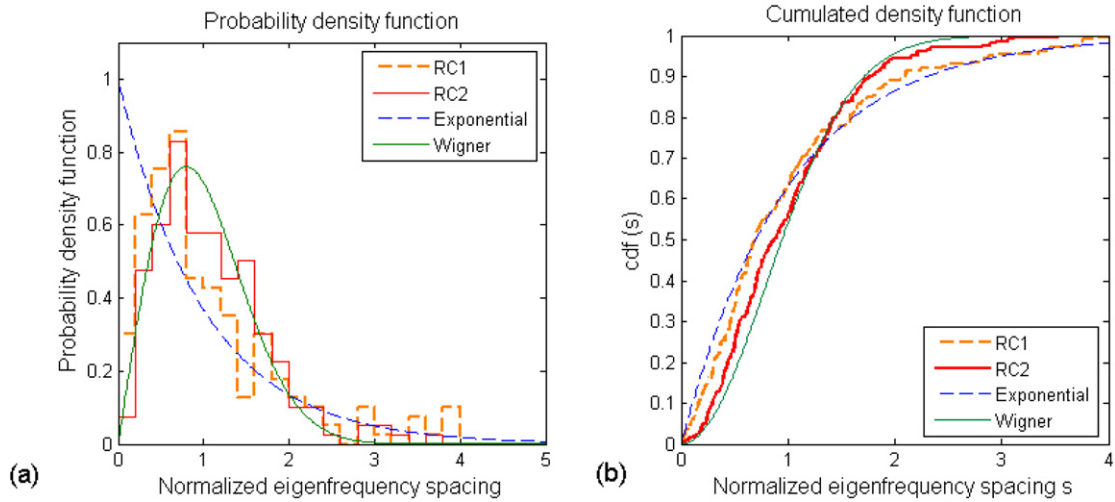 Probability density function
Probability density function
1
0.8
0.6
0.4
0.2
0
0
1
2
3
4
5
Normalized eigenfrequency spacing
RC1
RC2
Exponential
Wigner
(a)
Cumulated density function
cdf (s)
1
0.9
0.8
0.7
0.6
0.5
0.4
0.3
0.2
0.1
0
0
1
2
3
4
Normalized eigenfrequency spacing s
RC1
RC2
Exponential
Wigner
(b)